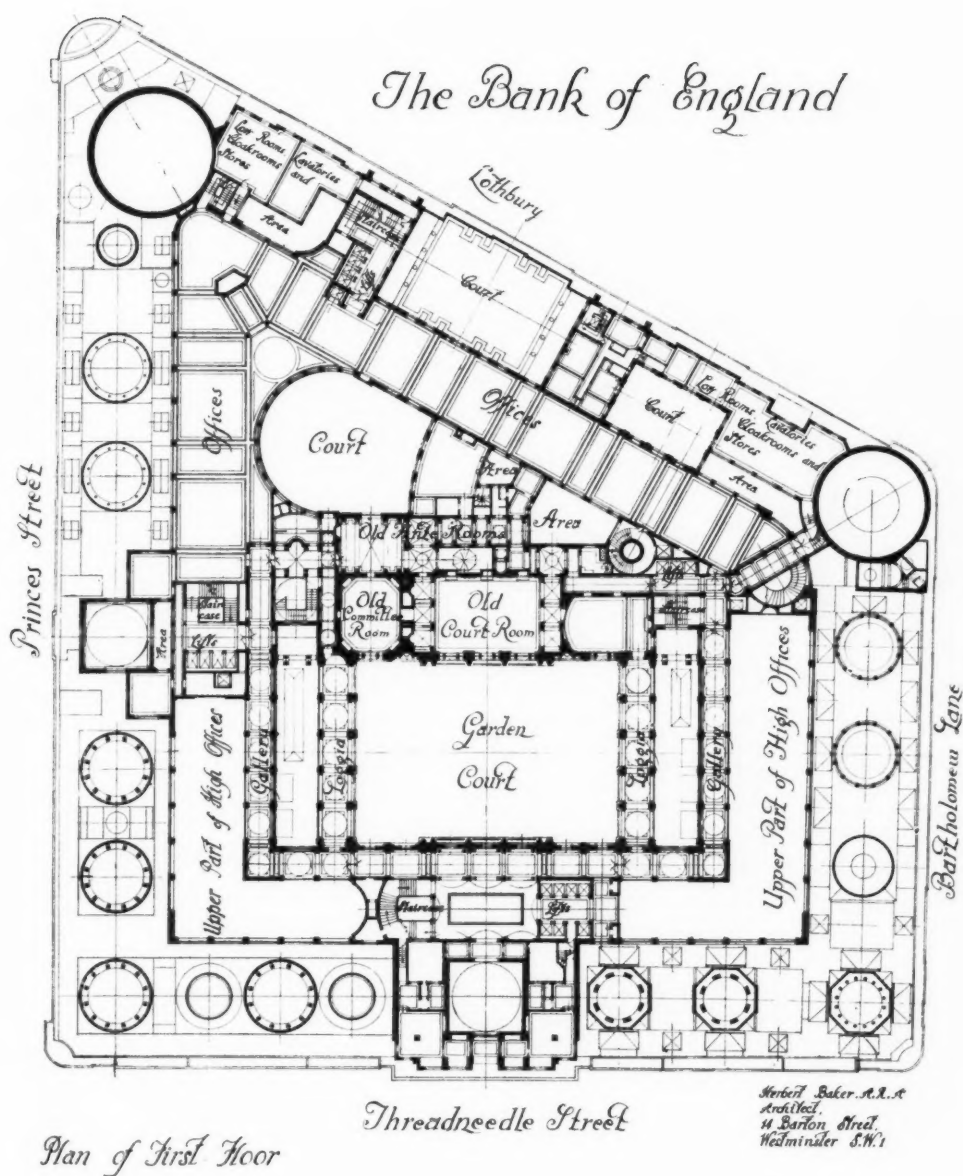 The Bank of England
Lothbury
Low Rooms
Cloakrooms
and
Stores
Lavatories
and
Area
Staircase
Lifts
Court
Offices
Court
Low Rooms Lavatories
Cloakrooms and
Stores
Area
Offices
Court
Area
Area
Old Ante Rooms
Old
Committee
Room
Old
Court Room
Lifts
Staircase
Stair
case
Lifts
Area
Princes Street
Bartholomew Lane
Garden
Court
Gallery
Loggia
Loggia
Gallery
Upper Part of High Offices
Upper Part of High Offices
Staircase
Lifts
Threadneedle Street
Herbert Baker. A.R.A
Architect,
14 Barton Street,
Westminster S.W.1
Plan of First Floor